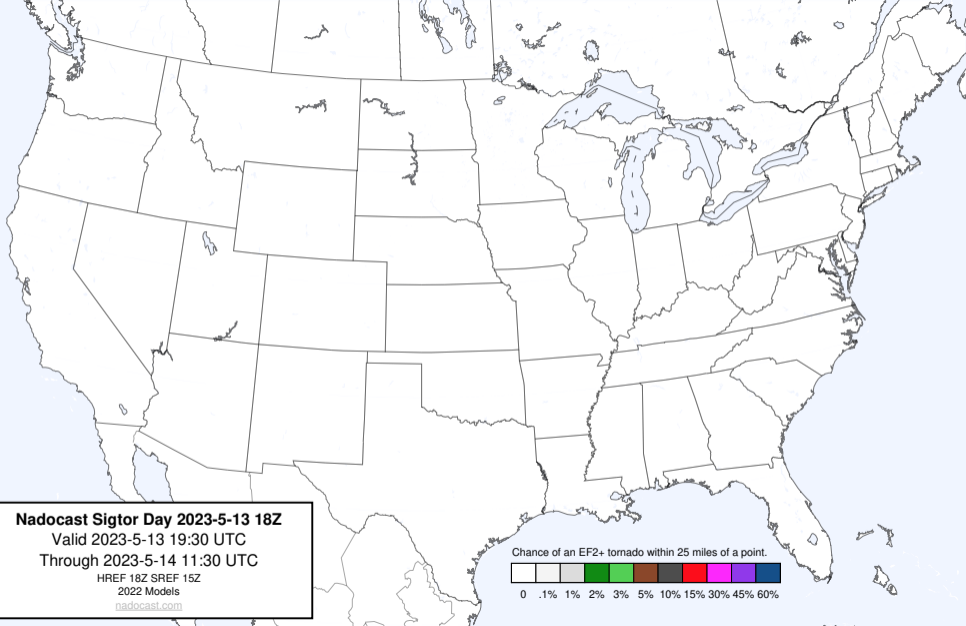 Nadocast Sigtor Day 2023-5-13 18Z
Valid 2023-5-13 19:30 UTC
Through 2023-5-14 11:30 UTC
HREF 18Z SREF 15Z
2022 Models
nadocast.com
Chance of an EF2+ tornado within 25 miles of a point.
0 .1% 1% 2% 3% 5% 10% 15% 30% 45% 60%